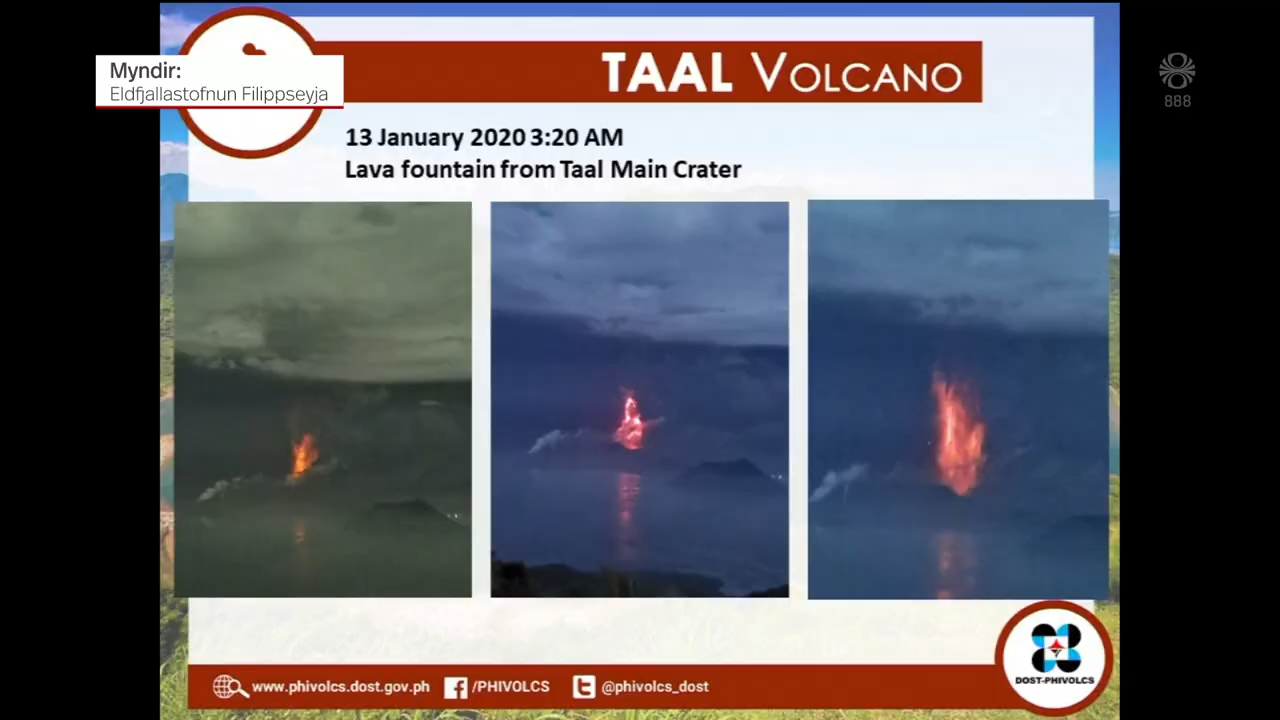 Myndir:
Eldfjallastofnun Filippseyja
TAAL VOLCANO
888
13 January 2020 3:20 AM
Lava fountain from Taal Main Crater
DOST-PHIVOLCS
www.phivolcs.dost.gov.ph /PHIVOLCS @phivolcs_dost